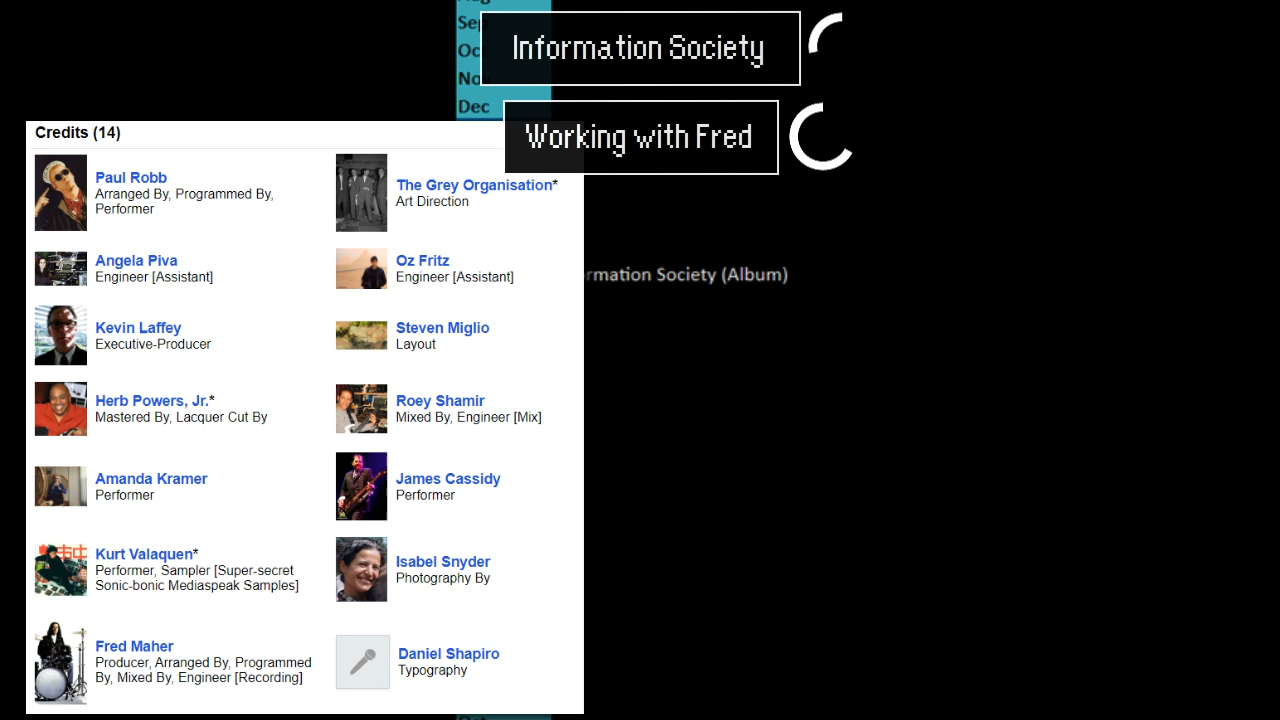 Sep
Oc
Nov
Dec
Information Society
Working with Fred
rmation Society (Album)
Credits (14)
Paul Robb
Arranged By, Programmed By,
Performer
The Grey Organisation*
Art Direction
Angela Piva
Engineer [Assistant]
Oz Fritz
Engineer [Assistant]
Kevin Laffey
Executive-Producer
Steven Miglio
Layout
Herb Powers, Jr.*
Mastered By, Lacquer Cut By
Roey Shamir
Mixed By, Engineer [Mix]
Amanda Kramer
Performer
James Cassidy
Performer
Kurt Valaquen*
Performer, Sampler [Super-secret
Sonic-bonic Mediaspeak Samples]
Isabel Snyder
Photography By
Fred Maher
Producer, Arranged By, Programmed
By, Mixed By, Engineer [Recording]
Daniel Shapiro
Typography